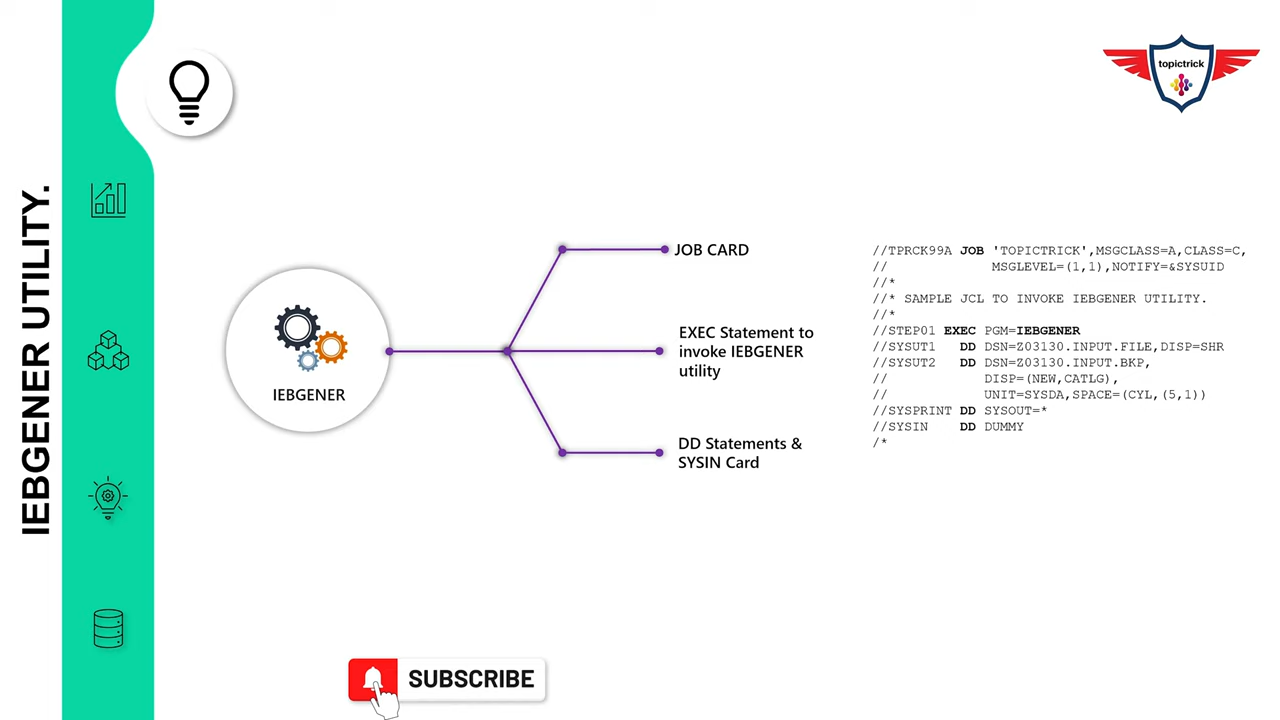 topictrick
IEBGENER UTILITY.
IEBGENER
JOB CARD
EXEC Statement to
invoke IEBGENER
utility
DD Statements &
SYSIN Card
//TPRCK99A JOB 'TOPICTRICK',MSGCLASS=A,CLASS=C,
//             MSGLEVEL=(1,1),NOTIFY=&SYSUID
//*
//* SAMPLE JCL TO INVOKE IEBGENER UTILITY.
//*
//STEP01 EXEC  PGM=IEBGENER
//SYSUT1   DD DSN=Z03130.INPUT.FILE,DISP=SHR
//SYSUT2   DD DSN=Z03130.INPUT.BKP,
//            DISP=(NEW,CATLG),
//            UNIT=SYSDA,SPACE=(CYL,(5,1))
//SYSPRINT DD SYSOUT=*
//SYSIN    DD DUMMY
/*
SUBSCRIBE